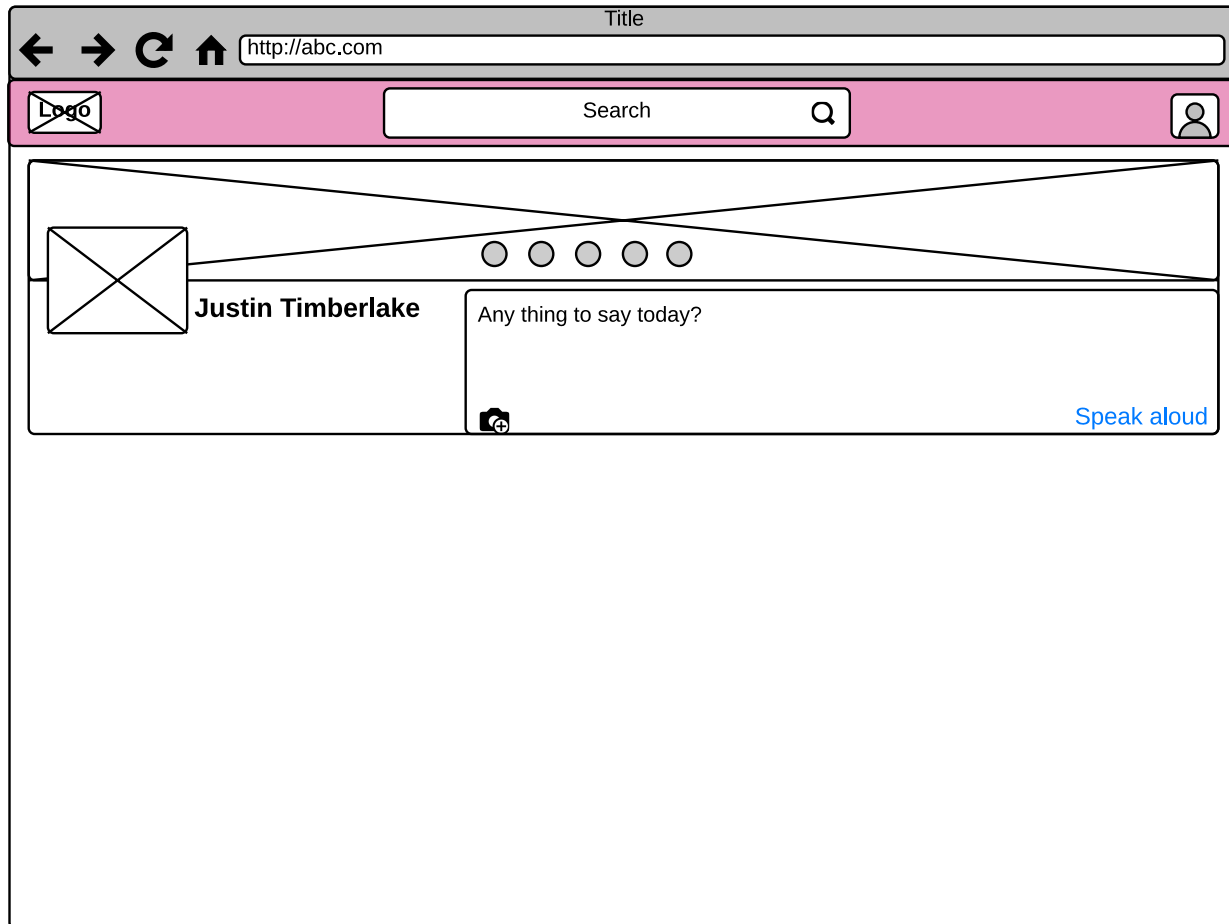 Title
http://abc.com
Logo
Search
Justin Timberlake
Any thing to say today?
Speak aloud